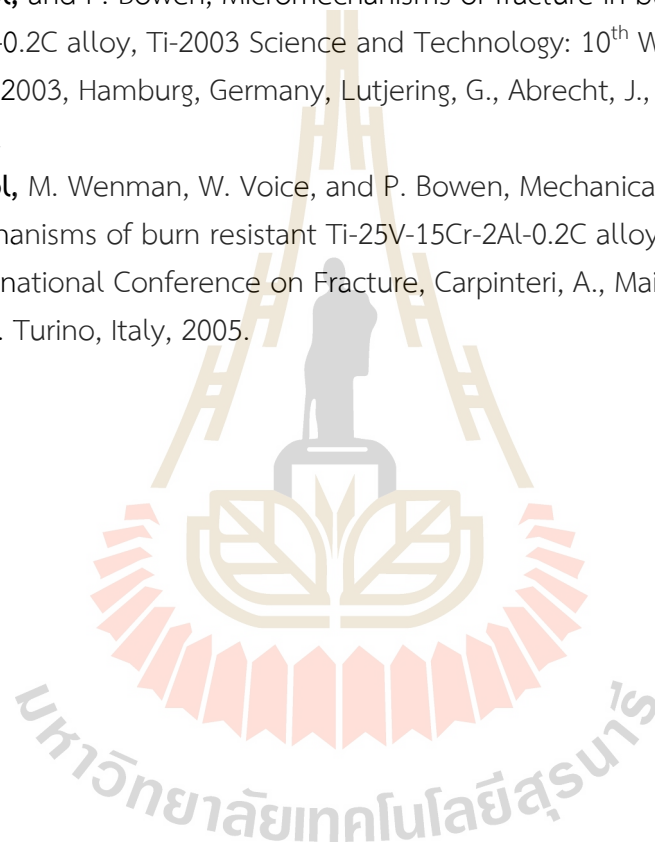 and P. Bowen, Micromechanisms of fracture in
-0.2C alloy, Ti-2003 Science and Technology: 10th W
2003, Hamburg, Germany, Lutjering, G., Abrecht, J.,
M. Wenman, W. Voice, and P. Bowen, Mechanica
hanisms of burn resistant Ti-25V-15Cr-2Al-0.2C alloy
national Conference on Fracture, Carpinteri, A., Mai
. Turino, Italy, 2005.
มหาวิทยาลัยเทคโนโลยีสุรนารี